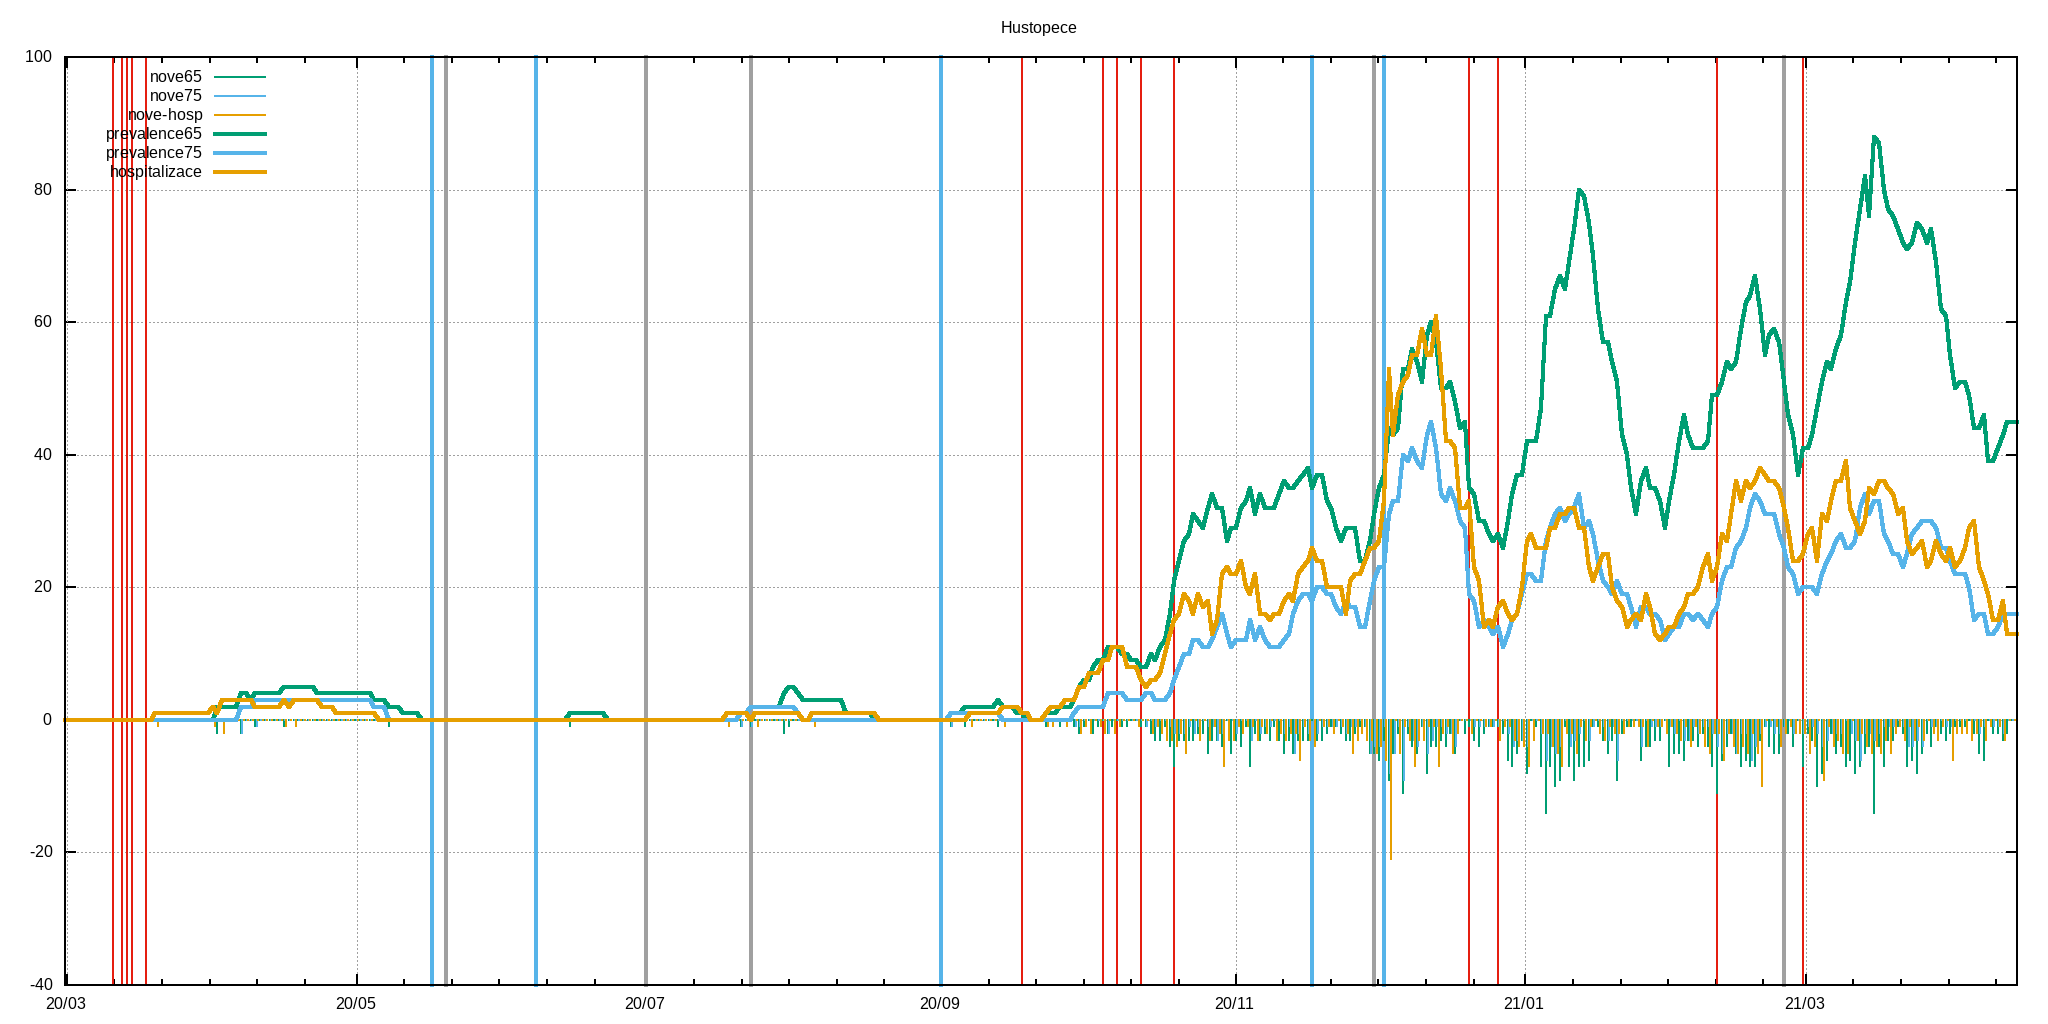 Hustopece
100
80
60
40
20
0
-20
-40
nove65
nove75
nove-hosp
prevalence65
prevalence75
hospitalizace
20/03 20/05 20/07 20/09 20/11 21/01 21/03